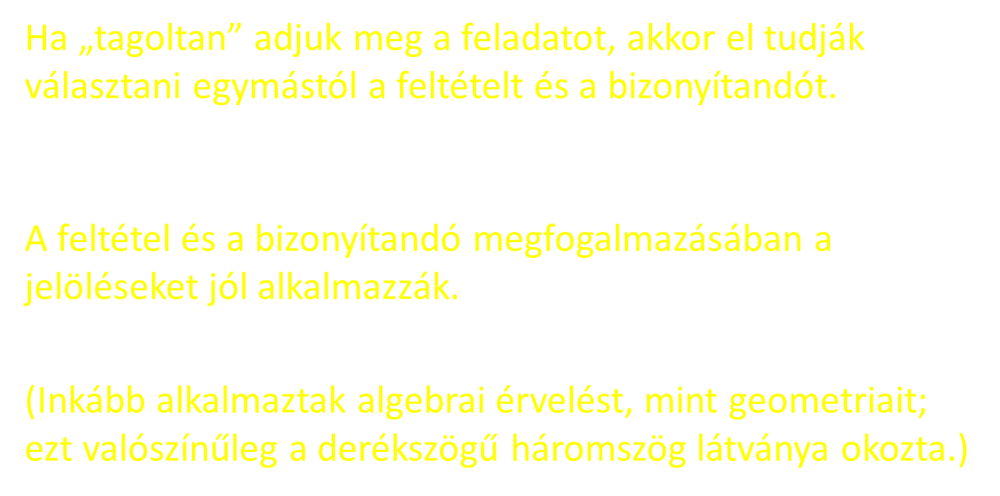 Ha „tagoltan” adjuk meg a feladatot, akkor el tudják
választani egymástól a feltételt és a bizonyítandót.
A feltétel és a bizonyítandó megfogalmazásában a
jelöléseket jól alkalmazzák.
(Inkább alkalmaztak algebrai érvelést, mint geometriait;
ezt valószínűleg a derékszögű háromszög látványa okozta.)